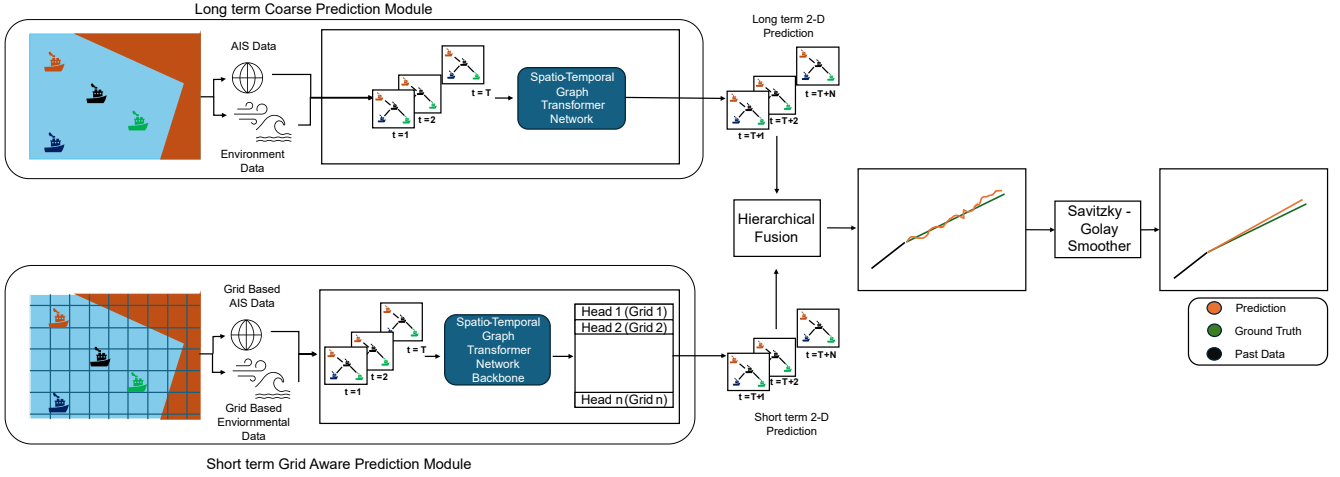 Long term Coarse Prediction Module
AIS Data
Environment
Data
t = 1
t = 2
t = T
Spatio-Temporal
Graph
Transformer
Network
Long term 2-D
Prediction
t = T+1
t = T+2
t = T+N
Hierarchical
Fusion
Savitzky -
Golay
Smoother
Prediction
Ground Truth
Past Data
Grid Based
AIS Data
Grid Based
Enviornmental
Data
t = 1
t = 2
t = T
Spatio-Temporal
Graph
Transformer
Network
Backbone
Head 1 (Grid 1)
Head 2 (Grid 2)
Head n (Grid n)
t = T+1
t = T+2
t = T+N
Short term 2-D
Prediction
Short term Grid Aware Prediction Module